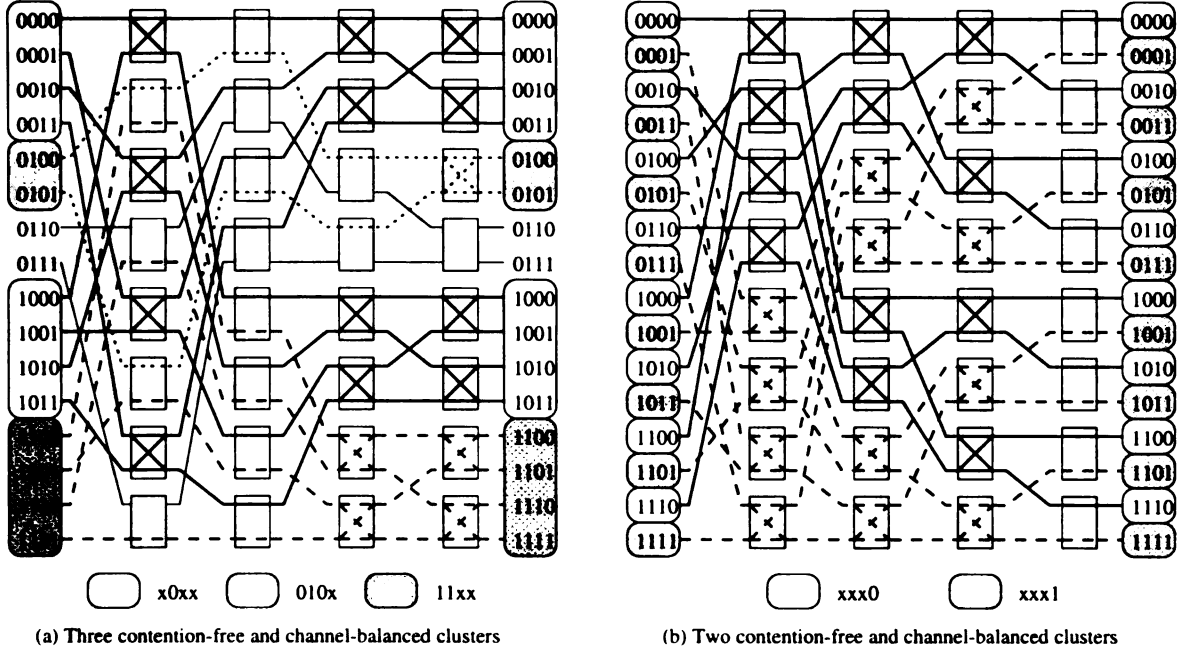 0000 0000 0000 0000
0001 0001 0001 0001
0010 0010 0010 0010
0011 0011 0011 0011
0100 0100 0100 0100
0101 0101 0101 0101
0110 0110 0110 0110
0111 0111 0111 0111
1000 1000 1000 1000
1001 1001 1001 1001
1010 1010 1010 1010
1011 1011 1011 1011
1100 1100 1100
1101 1101 1101
1110 1110 1110
1111 1111 1111
x0xx 010x 11xx xxx0 xxx1
(a) Three contention-free and channel-balanced clusters
(b) Two contention-free and channel-balanced clusters